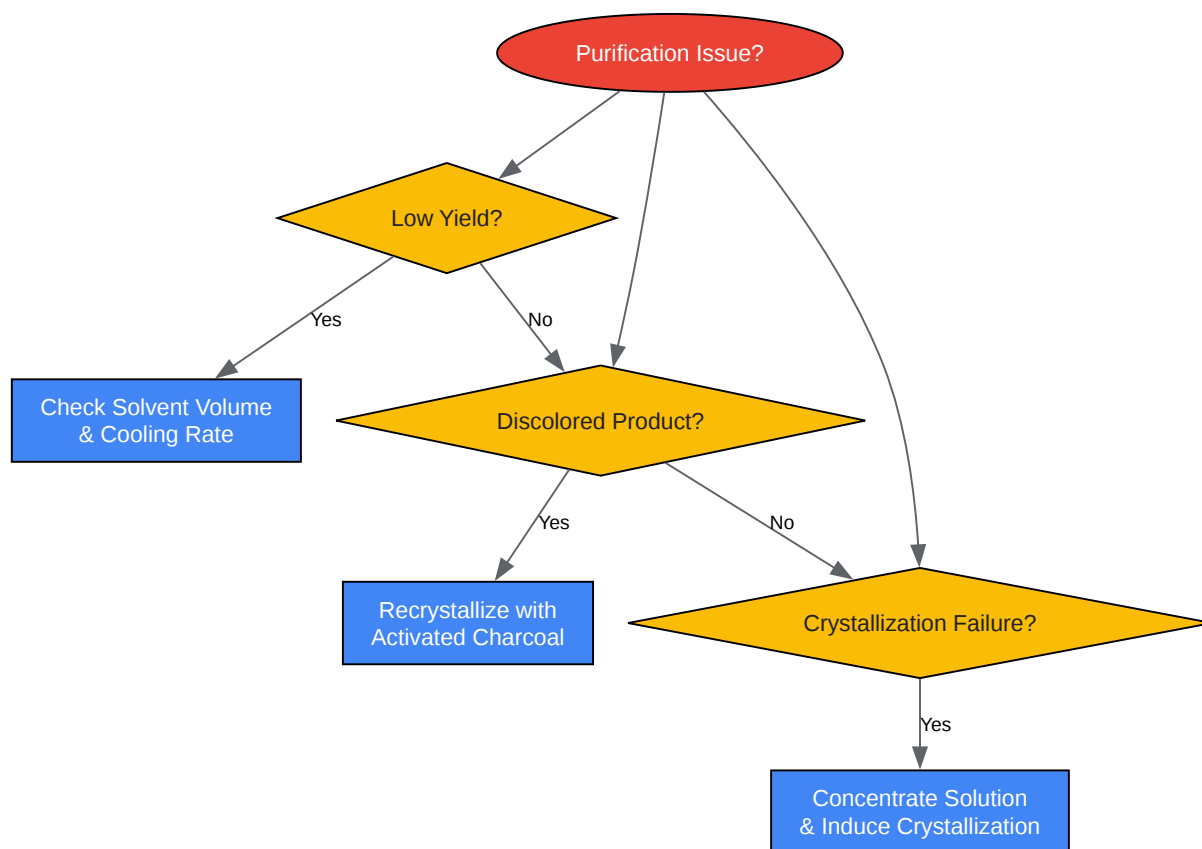 Purification Issue?
Low Yield?
Yes
No
Check Solvent Volume
& Cooling Rate
Discolored Product?
Yes
No
Recrystallize with
Activated Charcoal
Crystallization Failure?
Yes
Concentrate Solution
& Induce Crystallization